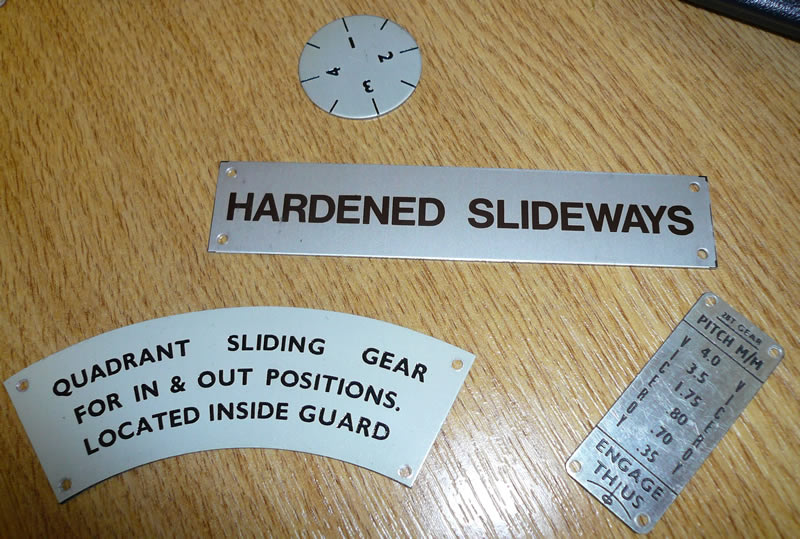 1
2
3
4
HARDENED SLIDEWAYS
QUADRANT SLIDING GEAR
FOR IN & OUT POSITIONS.
LOCATED INSIDE GUARD
GEAR
PITCH M/M
VICEROY
4.0
3.5
1.75
.80
.70
.35
VICEROY
ENGAGE
THUS